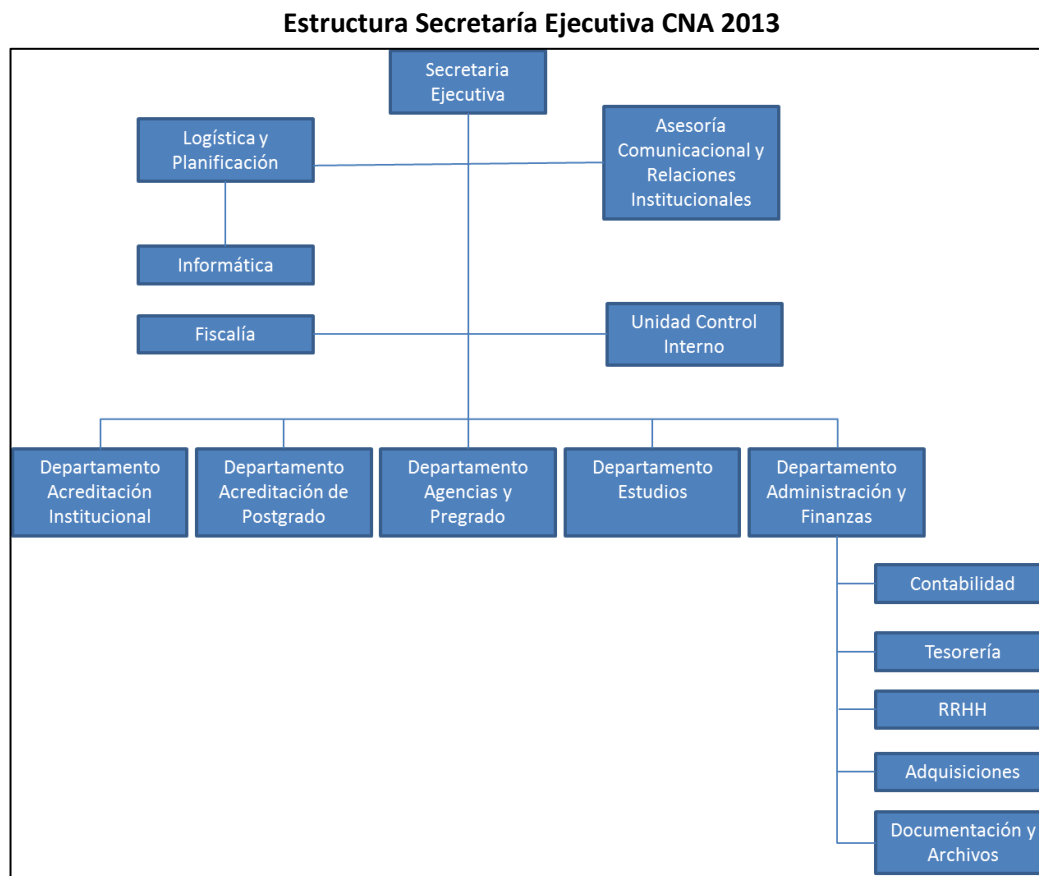 Estructura Secretaría Ejecutiva CNA 2013
Secretaria
Ejecutiva
Logística y
Planificación
Asesoría
Comunicacional y
Relaciones
Institucionales
Informática
Fiscalía
Unidad Control
Interno
Departamento
Acreditación
Institucional
Departamento
Acreditación de
Postgrado
Departamento
Agencias y
Pregrado
Departamento
Estudios
Departamento
Administración y
Finanzas
Contabilidad
Tesorería
RRHH
Adquisiciones
Documentación y
Archivos